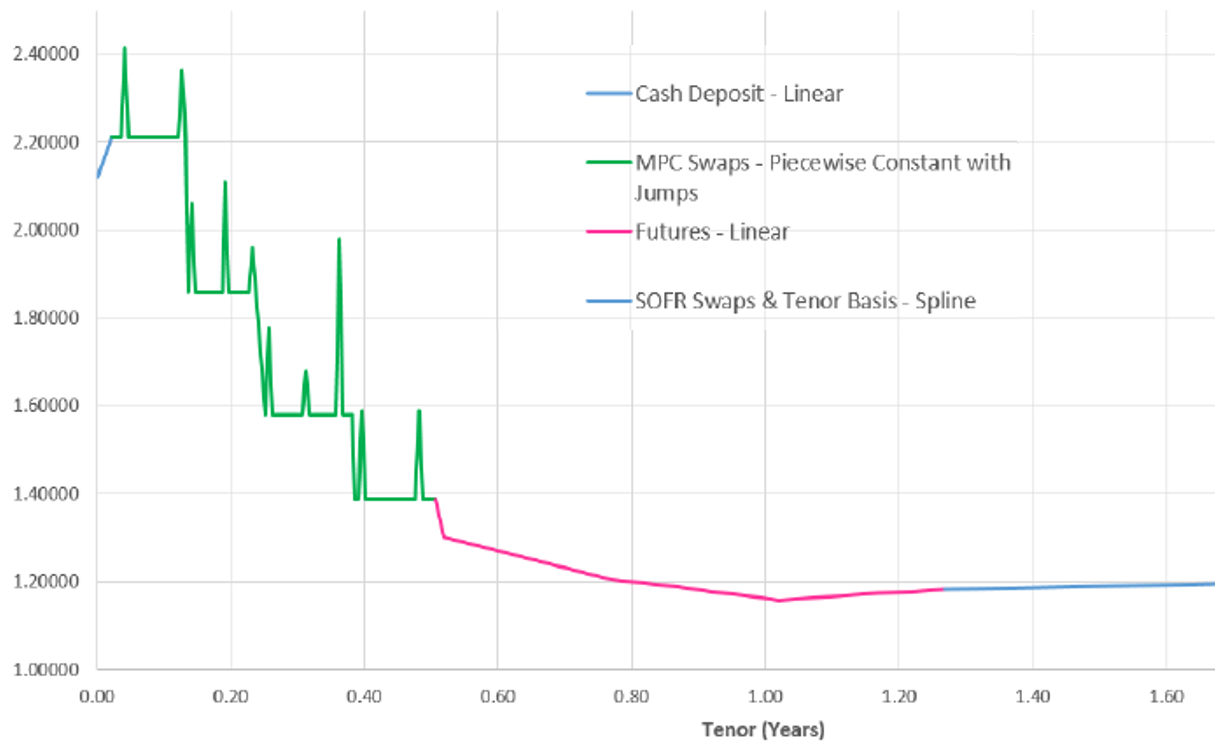 2.40000
2.20000
2.00000
1.80000
1.60000
1.40000
1.20000
1.00000
Cash Deposit - Linear
MPC Swaps - Piecewise Constant with
Jumps
Futures - Linear
SOFR Swaps & Tenor Basis - Spline
0.00 0.20 0.40 0.60 0.80 1.00 1.20 1.40 1.60
Tenor (Years)